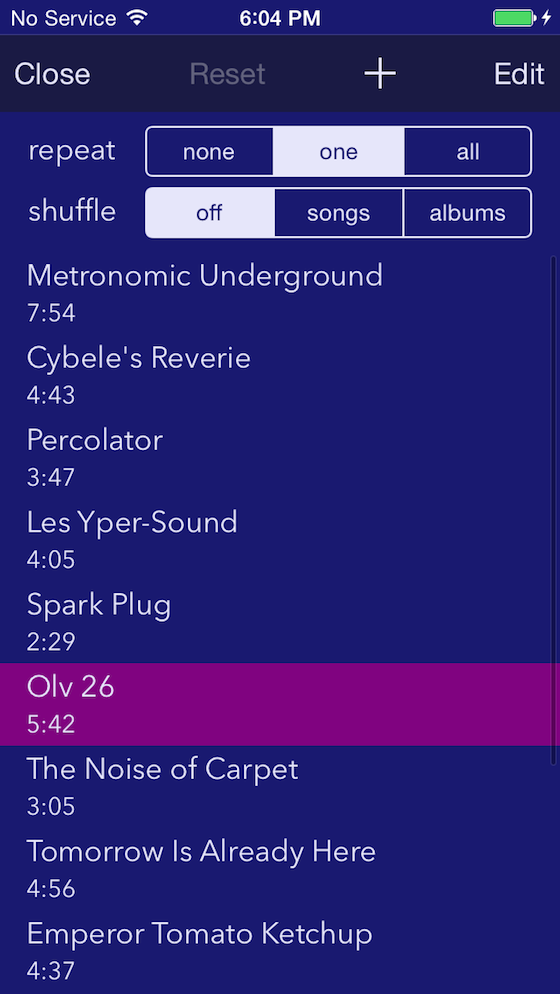 No Service 6:04 PM
Close Reset + Edit
repeat none one all
shuffle off songs albums
Metronomic Underground
7:54
Cybele's Reverie
4:43
Percolator
3:47
Les Yper-Sound
4:05
Spark Plug
2:29
Olv 26
5:42
The Noise of Carpet
3:05
Tomorrow Is Already Here
4:56
Emperor Tomato Ketchup
4:37